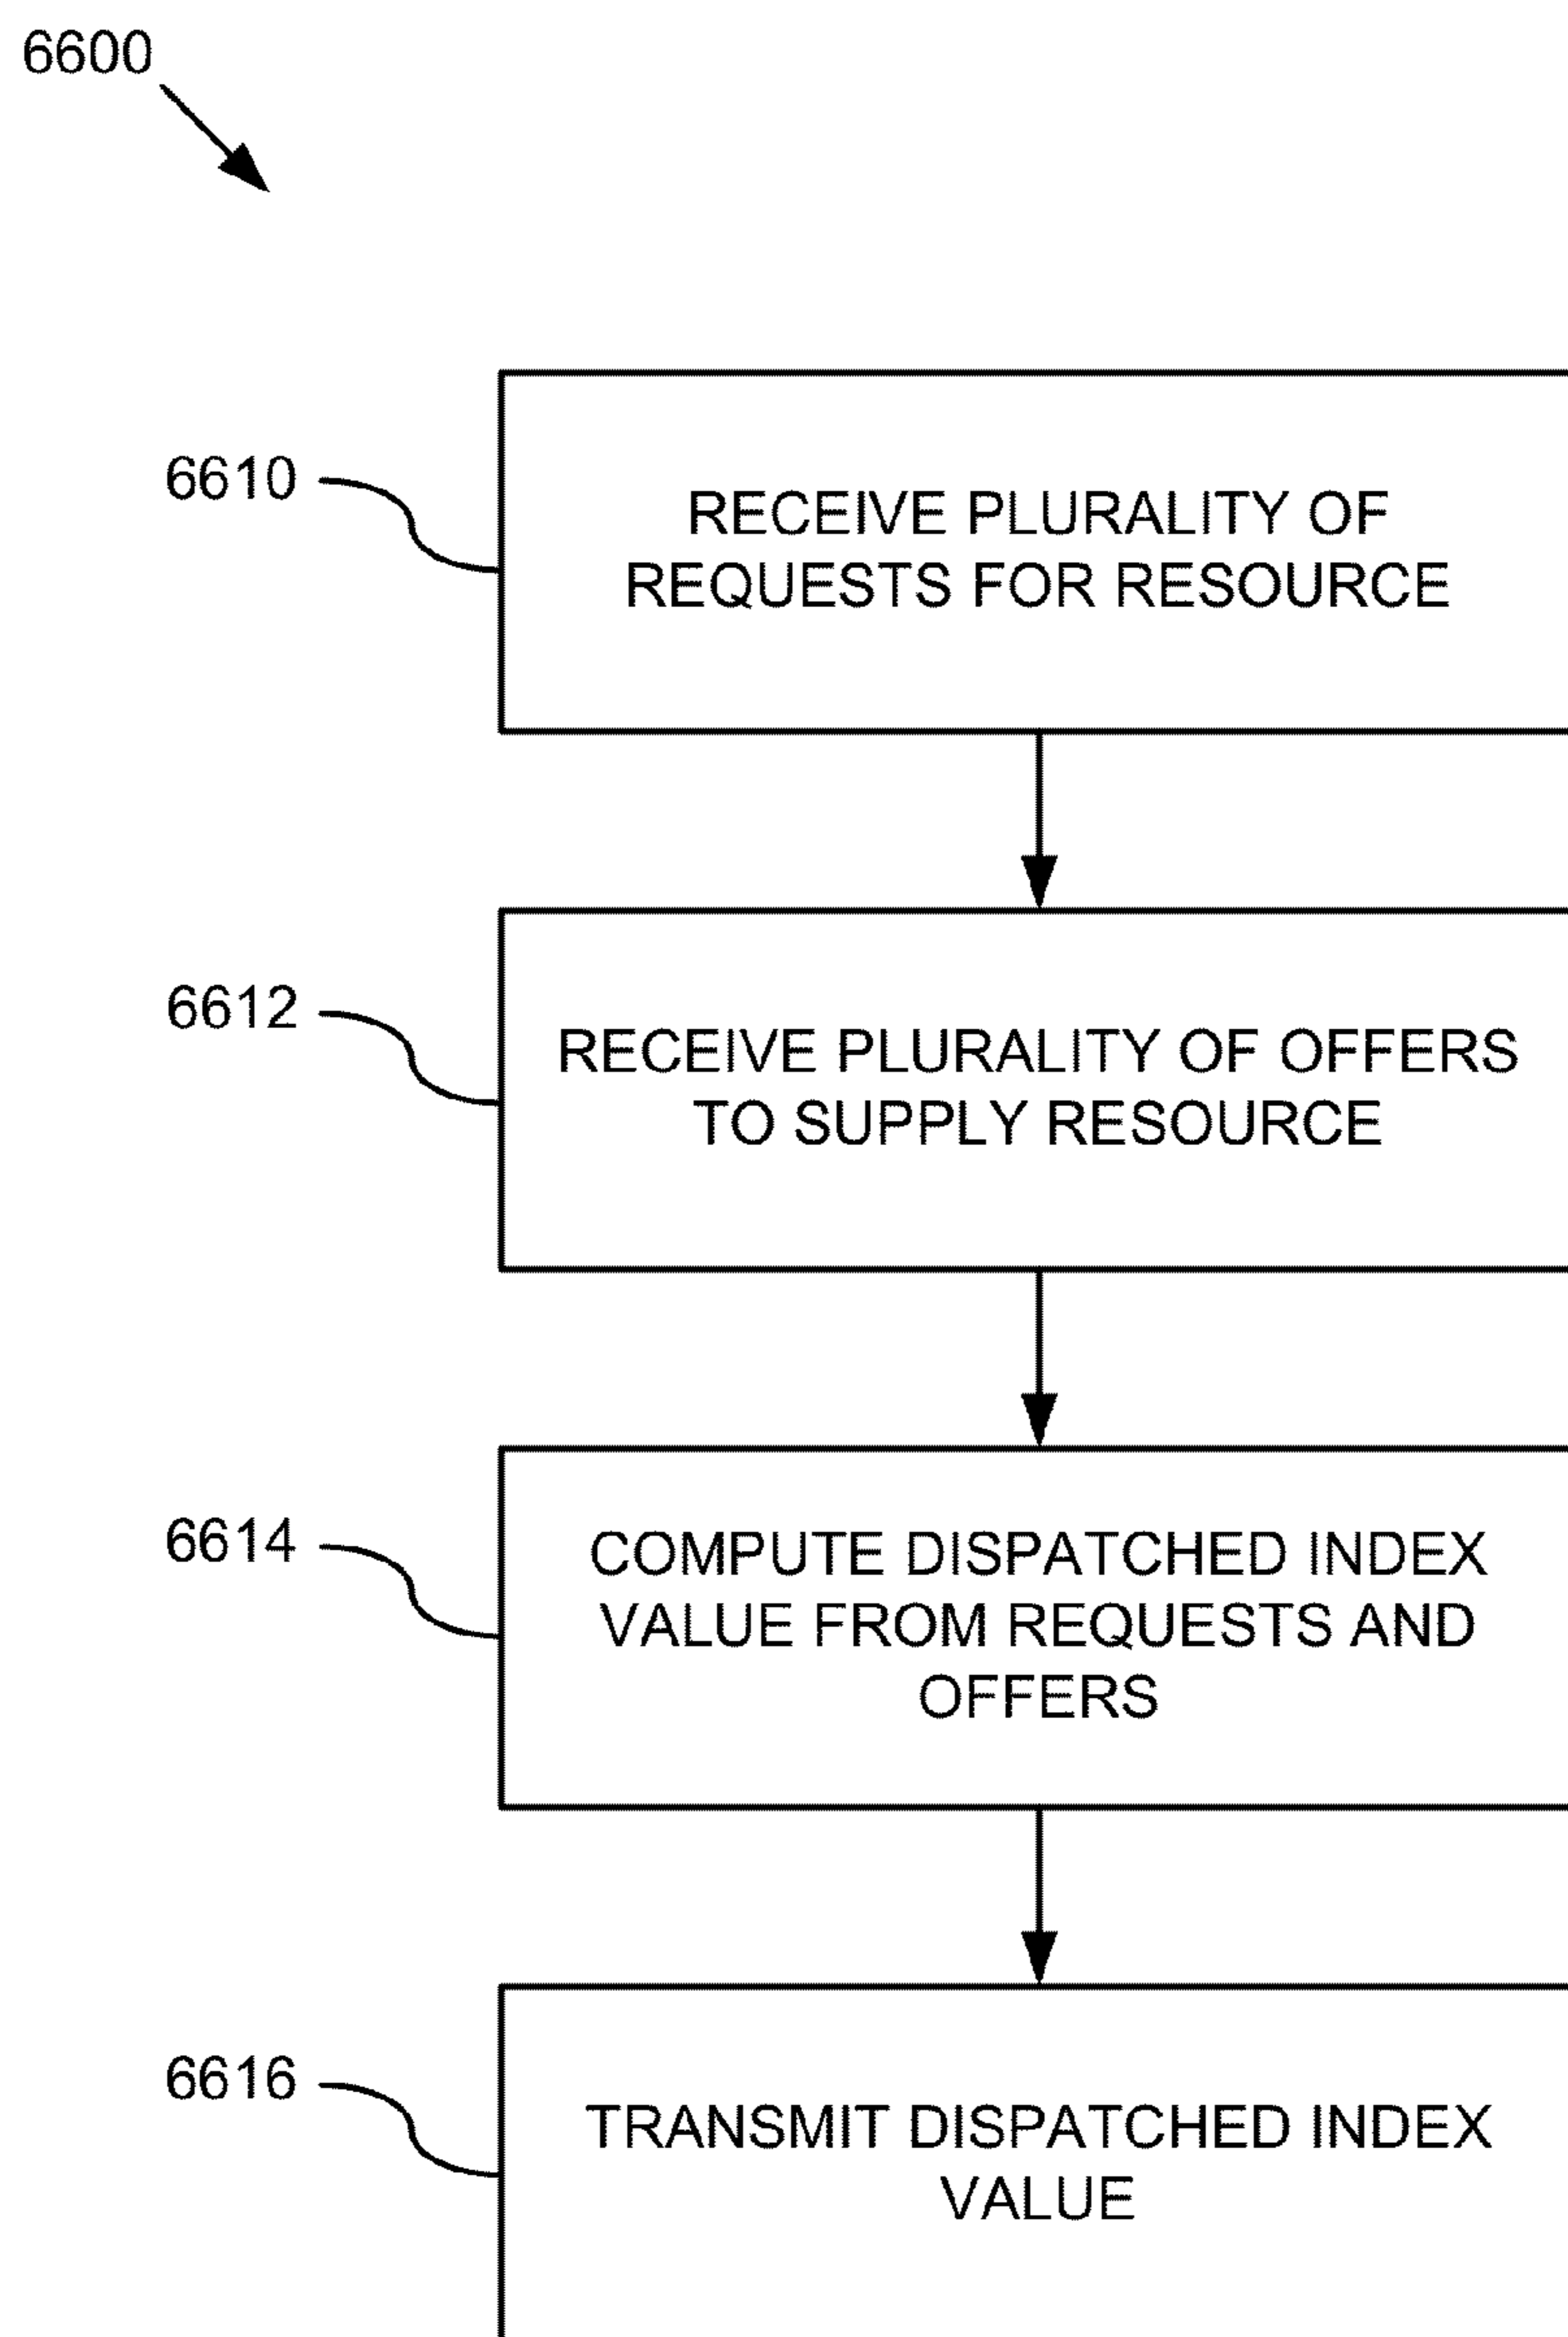 6600
6610
RECEIVE PLURALITY OF
REQUESTS FOR RESOURCE
6612
RECEIVE PLURALITY OF OFFERS
TO SUPPLY RESOURCE
6614
COMPUTE DISPATCHED INDEX
VALUE FROM REQUESTS AND
OFFERS
6616
TRANSMIT DISPATCHED INDEX
VALUE